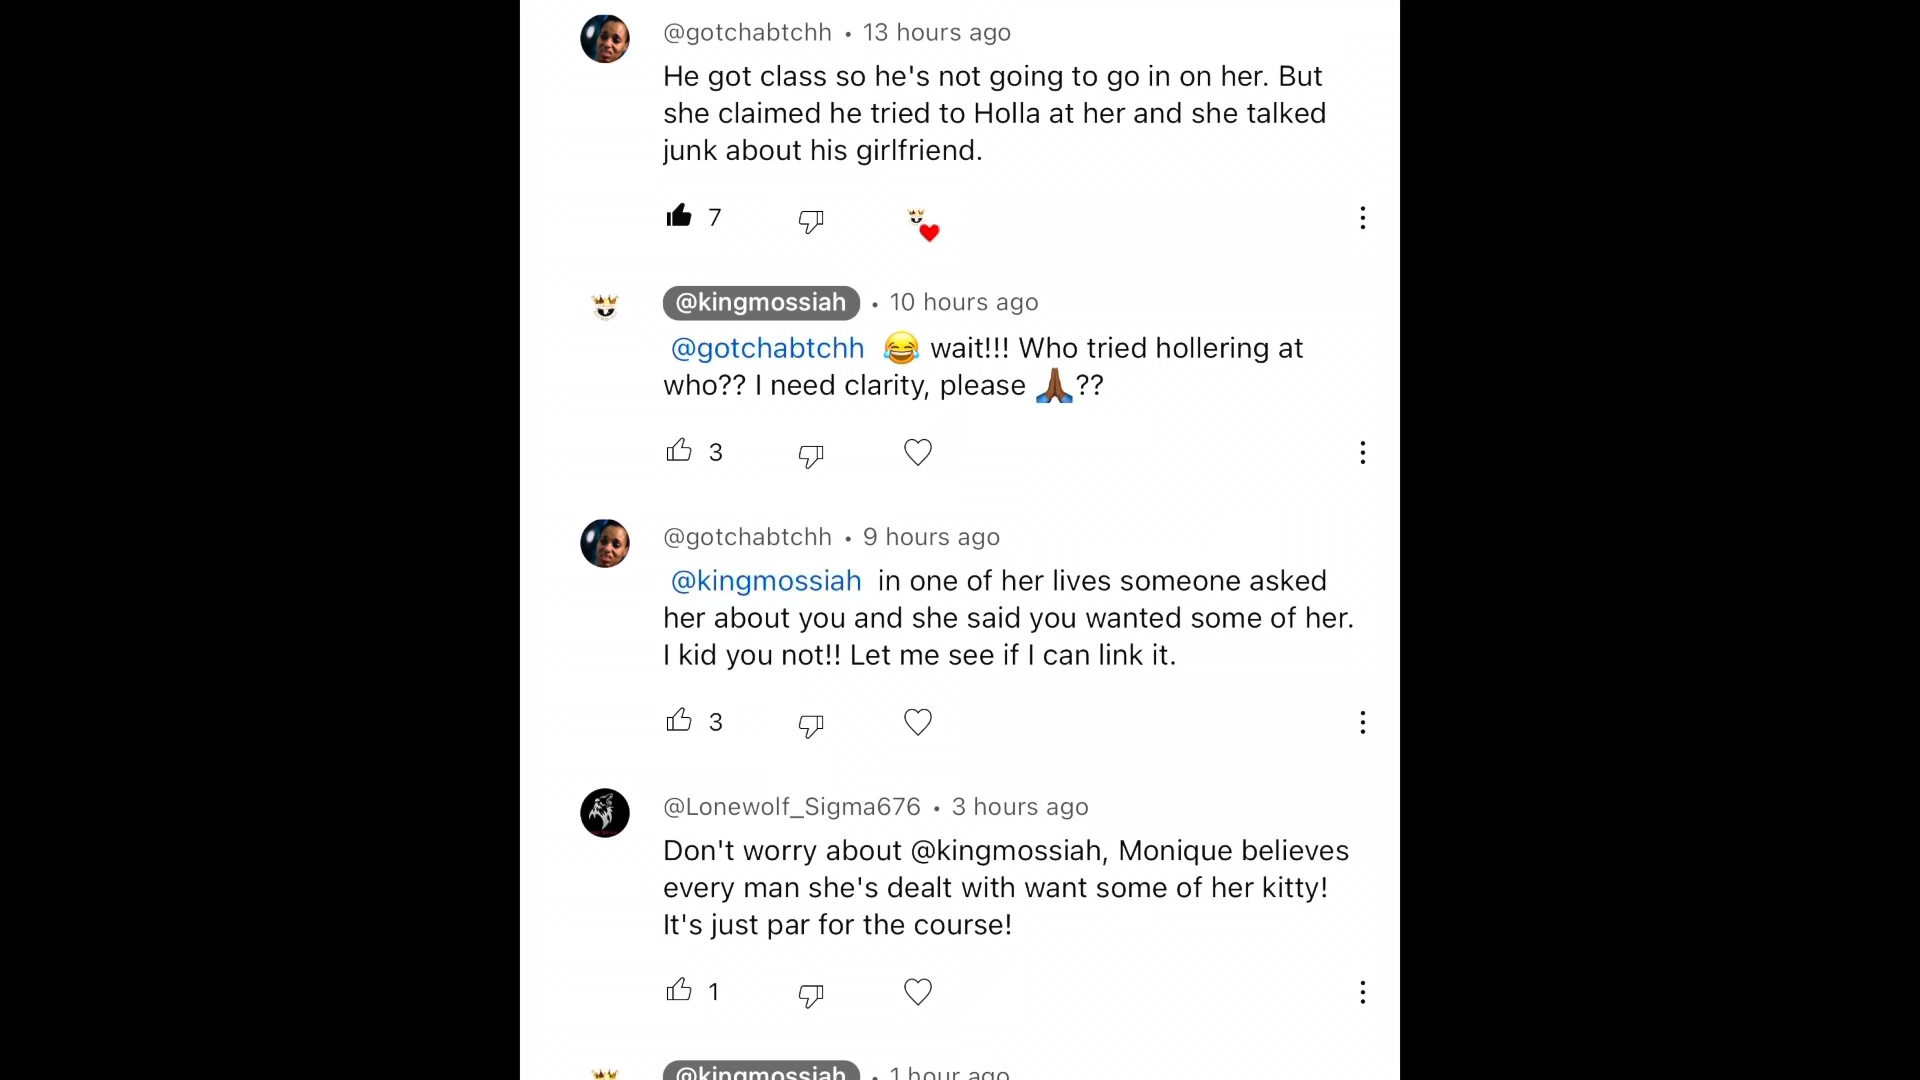 @gotchabtchh • 13 hours ago
He got class so he's not going to go in on her. But
she claimed he tried to Holla at her and she talked
junk about his girlfriend.
7
@kingmossiah • 10 hours ago
@gotchabtchh 😂 wait!!! Who tried hollering at
who?? I need clarity, please 🙏🏾??
3
@gotchabtchh • 9 hours ago
@kingmossiah in one of her lives someone asked
her about you and she said you wanted some of her.
I kid you not!! Let me see if I can link it.
3
@Lonewolf_Sigma676 • 3 hours ago
Don't worry about @kingmossiah, Monique believes
every man she's dealt with want some of her kitty!
It's just par for the course!
1
@kingmossiah • 1 hour ago